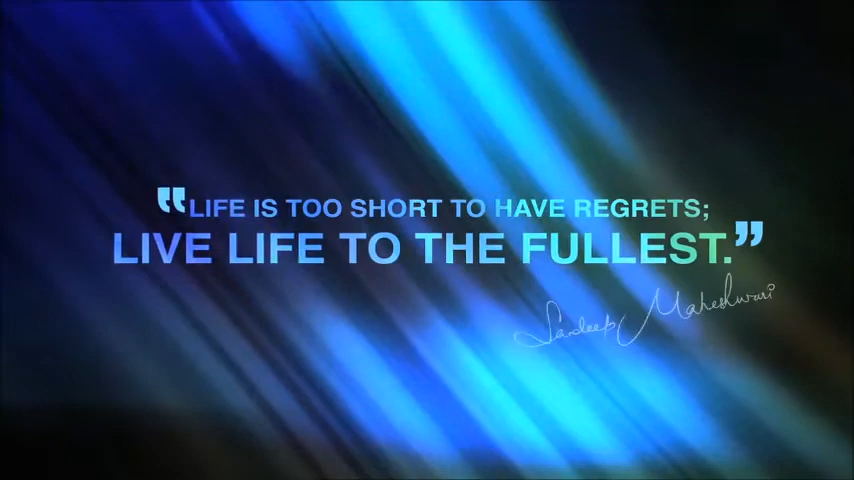 “LIFE IS TOO SHORT TO HAVE REGRETS;
LIVE LIFE TO THE FULLEST.”
Sandeep Maheshwari